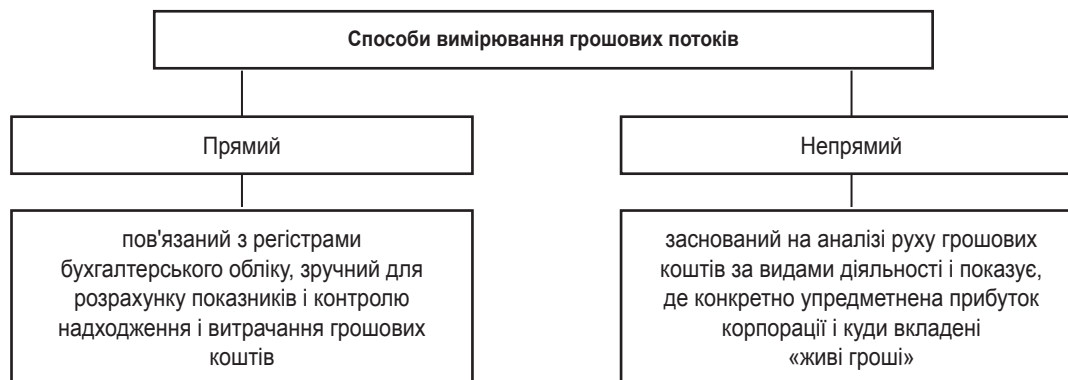 Способи вимірювання грошових потоків
Прямий
Непрямий
пов'язаний з регістрами
бухгалтерського обліку, зручний для
розрахунку показників і контролю
надходження і витрачання грошових
коштів
заснований на аналізі руху грошових
коштів за видами діяльності і показує,
де конкретно упредметнена прибуток
корпорації і куди вкладені
«живі гроші»